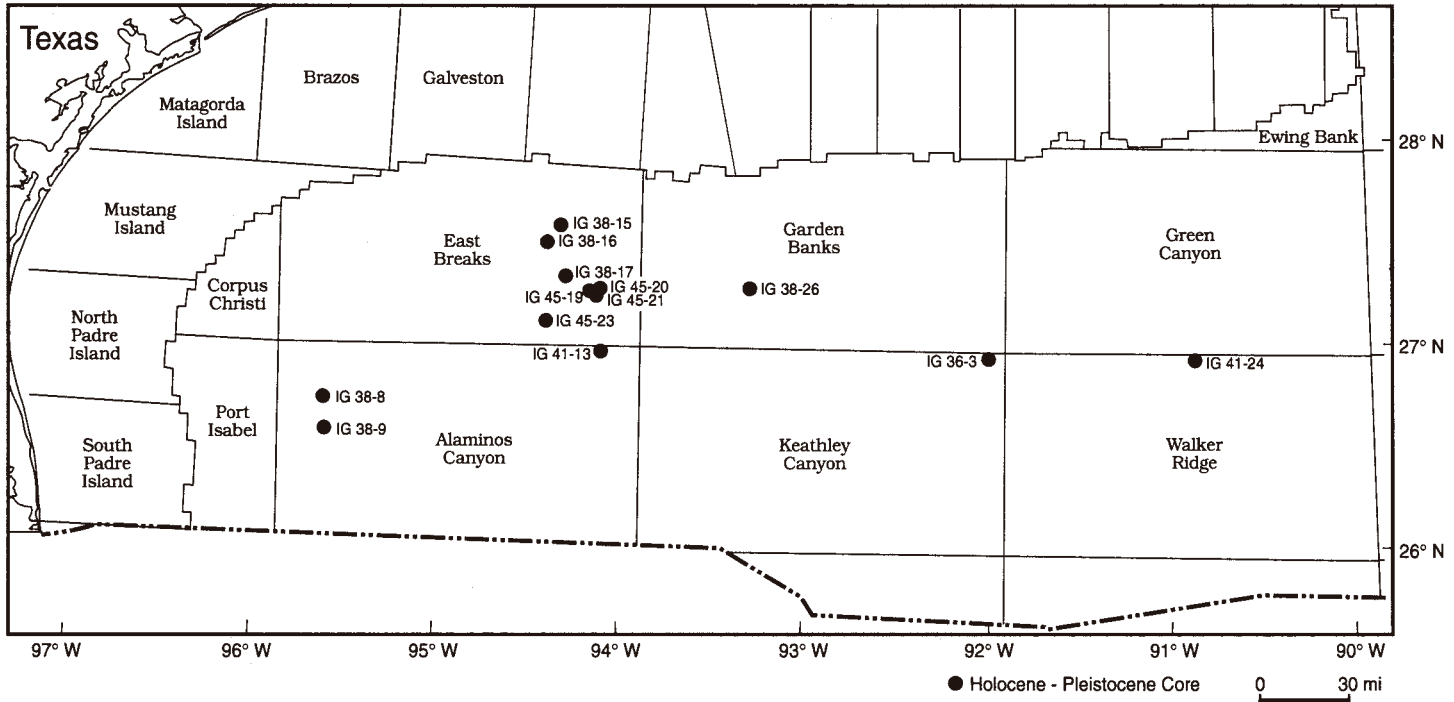 Texas
Matagorda
Island
Brazos
Galveston
Ewing Bank
28° N
Mustang
Island
Corpus
Christi
East
Breaks
IG 38-15
IG 38-16
IG 38-17
IG 45-20
IG 45-19
IG 45-21
IG 45-23
Garden
Banks
IG 38-26
Green
Canyon
North
Padre
Island
27° N
IG 41-13
IG 36-3
IG 41-24
IG 38-8
IG 38-9
Port
Isabel
Alaminos
Canyon
Keathley
Canyon
Walker
Ridge
South
Padre
Island
26° N
97° W
96° W
95° W
94° W
93° W
92° W
91° W
90° W
Holocene - Pleistocene Core
0 30 mi